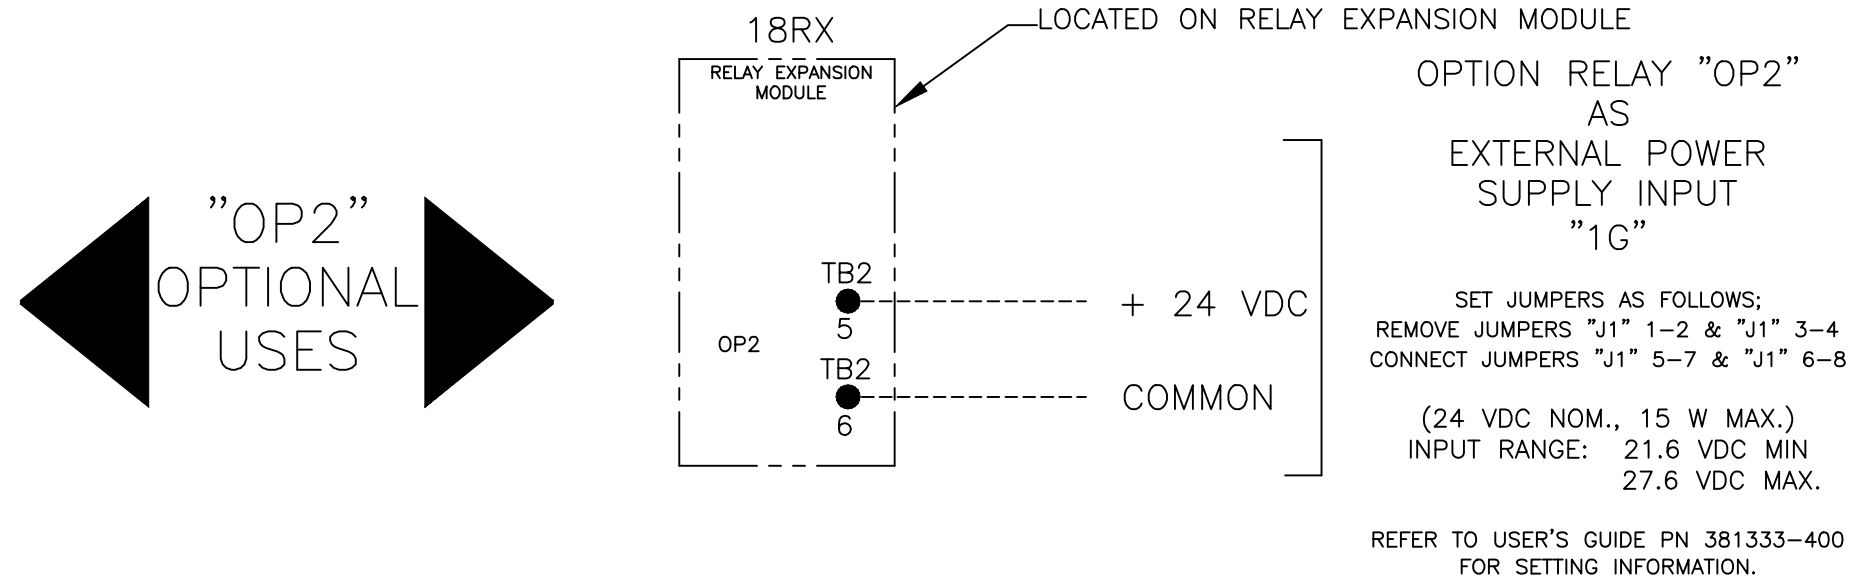 "OP2"
OPTIONAL
USES
18RX
RELAY EXPANSION
MODULE
LOCATED ON RELAY EXPANSION MODULE
OP2
TB2
5
TB2
6
+ 24 VDC
COMMON
OPTION RELAY "OP2"
AS
EXTERNAL POWER
SUPPLY INPUT
"1G"
SET JUMPERS AS FOLLOWS;
REMOVE JUMPERS "J1" 1-2 & "J1" 3-4
CONNECT JUMPERS "J1" 5-7 & "J1" 6-8
(24 VDC NOM., 15 W MAX.)
INPUT RANGE: 21.6 VDC MIN
27.6 VDC MAX.
REFER TO USER'S GUIDE PN 381333-400
FOR SETTING INFORMATION.